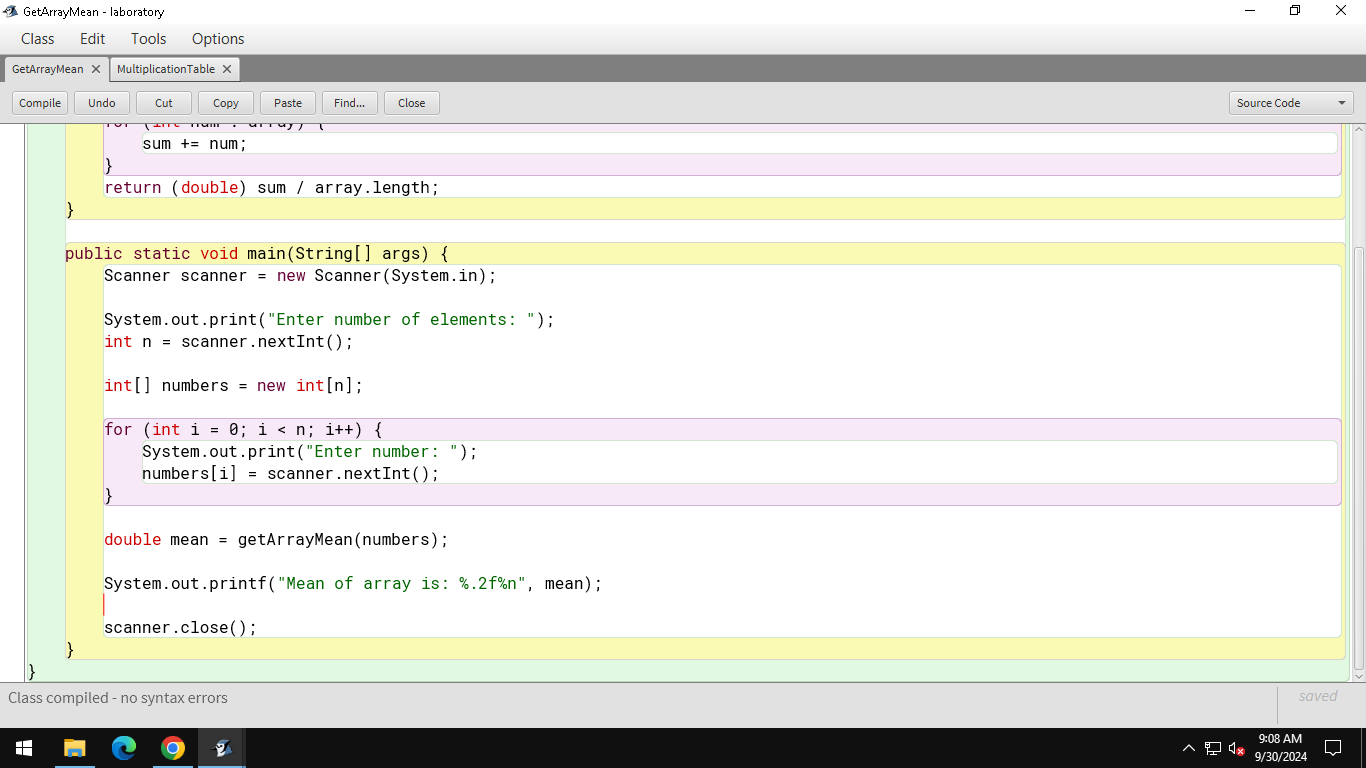 GetArrayMean - laboratory
Class Edit Tools Options
GetArrayMean MultiplicationTable
Compile Undo Cut Copy Paste Find... Close Source Code
for (int num : array) {
sum += num;
}
return (double) sum / array.length;
}
public static void main(String[] args) {
Scanner scanner = new Scanner(System.in);
System.out.print("Enter number of elements: ");
int n = scanner.nextInt();
int[] numbers = new int[n];
for (int i = 0; i < n; i++) {
System.out.print("Enter number: ");
numbers[i] = scanner.nextInt();
}
double mean = getArrayMean(numbers);
System.out.printf("Mean of array is: %.2f%n", mean);
scanner.close();
}
}
Class compiled - no syntax errors
saved
9:08 AM
9/30/2024